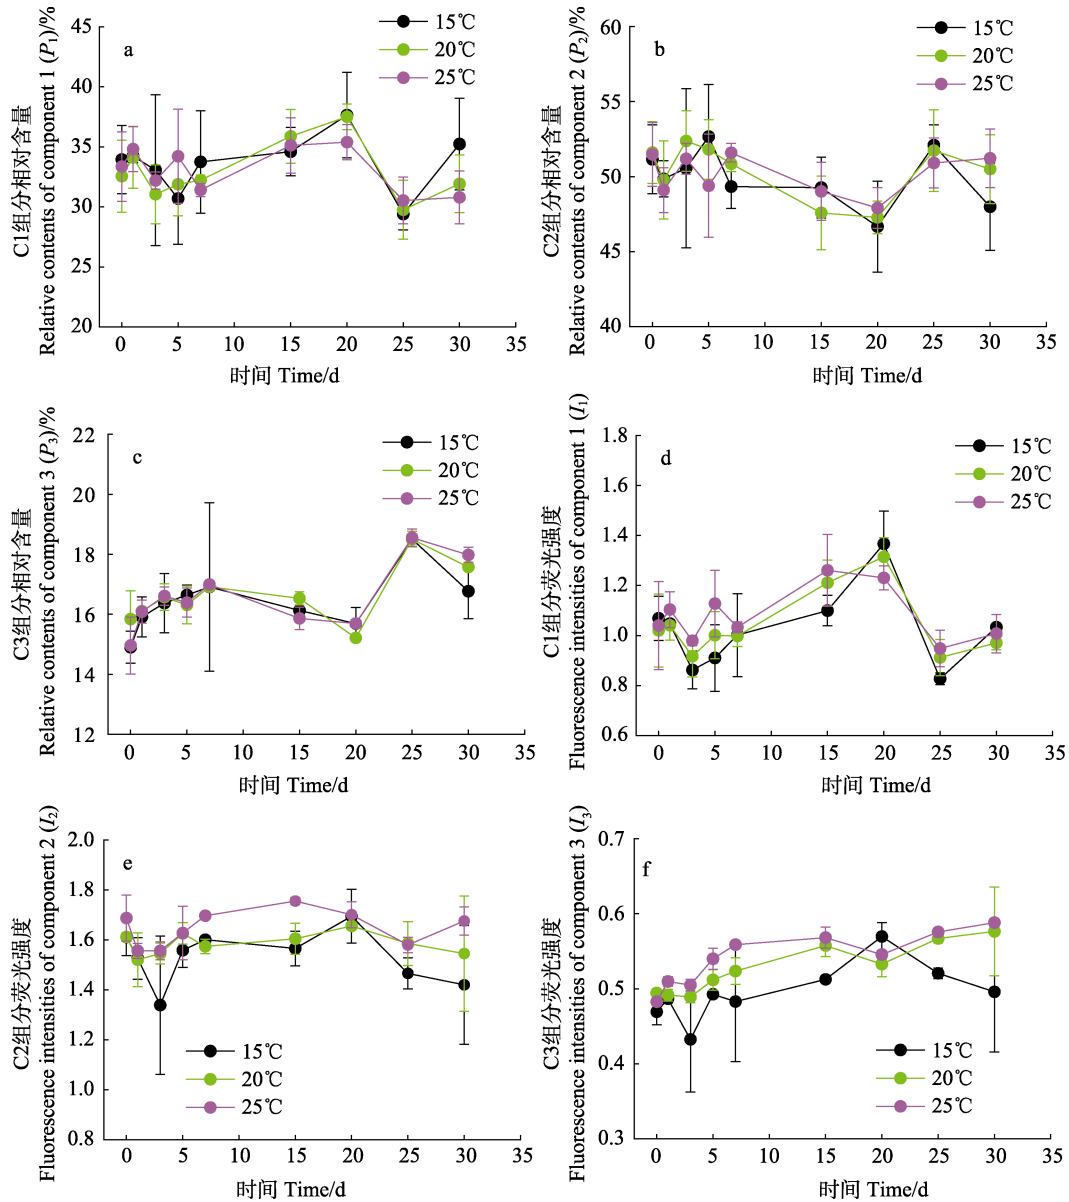 C1组分相对含量
Relative contents of component 1 (P1)/%
45
40
35
30
25
20
a
15℃
20℃
25℃
0 5 10 15 20 25 30 35
时间 Time/d
C2组分相对含量
Relative contents of component 2 (P2)/%
60
55
50
45
40
b
15℃
20℃
25℃
0 5 10 15 20 25 30 35
时间 Time/d
C3组分相对含量
Relative contents of component 3 (P3)/%
22
20
18
16
14
12
c
15℃
20℃
25℃
0 5 10 15 20 25 30 35
时间 Time/d
C1组分荧光强度
Fluorescence intensities of component 1 (I1)
1.8
1.6
1.4
1.2
1.0
0.8
0.6
d
15℃
20℃
25℃
0 5 10 15 20 25 30 35
时间 Time/d
C2组分荧光强度
Fluorescence intensities of component 2 (I2)
2.0
1.8
1.6
1.4
1.2
1.0
0.8
e
15℃
20℃
25℃
0 5 10 15 20 25 30 35
时间 Time/d
C3组分荧光强度
Fluorescence intensities of component 3 (I3)
0.7
0.6
0.5
0.4
0.3
f
15℃
20℃
25℃
0 5 10 15 20 25 30 35
时间 Time/d